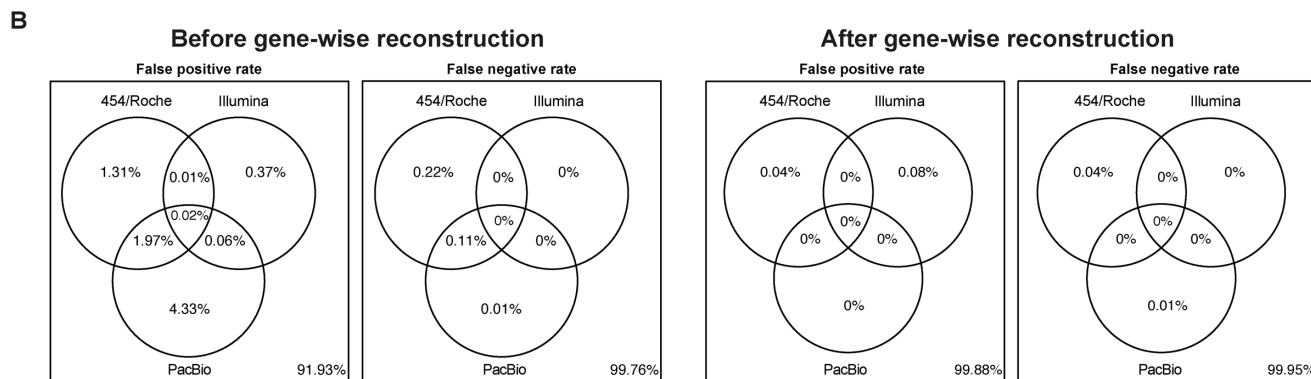 B
Before gene-wise reconstruction
After gene-wise reconstruction
False positive rate
False negative rate
False positive rate
False negative rate
454/Roche Illumina
454/Roche Illumina
454/Roche Illumina
454/Roche Illumina
1.31% 0.01% 0.37%
0.22% 0% 0%
0.04% 0% 0.08%
0.04% 0% 0%
0.02%
0%
0%
0%
1.97% 0.06%
0.11% 0%
0% 0%
0% 0%
4.33%
0.01%
0%
0.01%
PacBio 91.93%
PacBio 99.76%
PacBio 99.88%
PacBio 99.95%